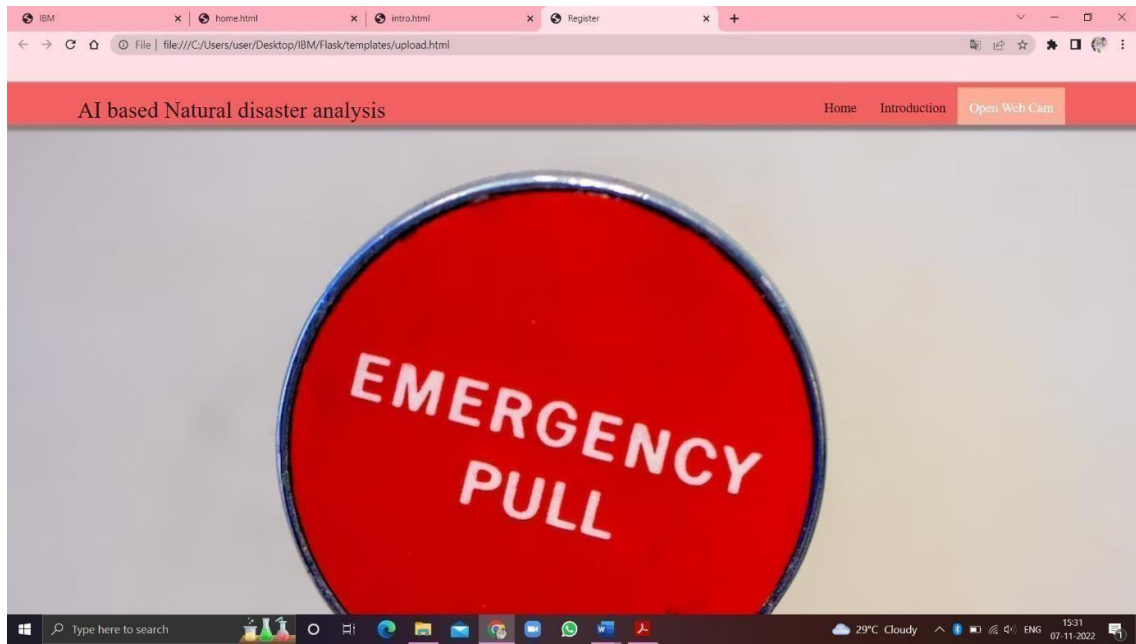 IBM
home.html
intro.html
Register
File | file:///C:/Users/user/Desktop/IBM/Flask/templates/upload.html
AI based Natural disaster analysis
Home Introduction Open Web Cam
EMERGENCY
PULL
Type here to search
29°C Cloudy
ENG
15:31
07-11-2022